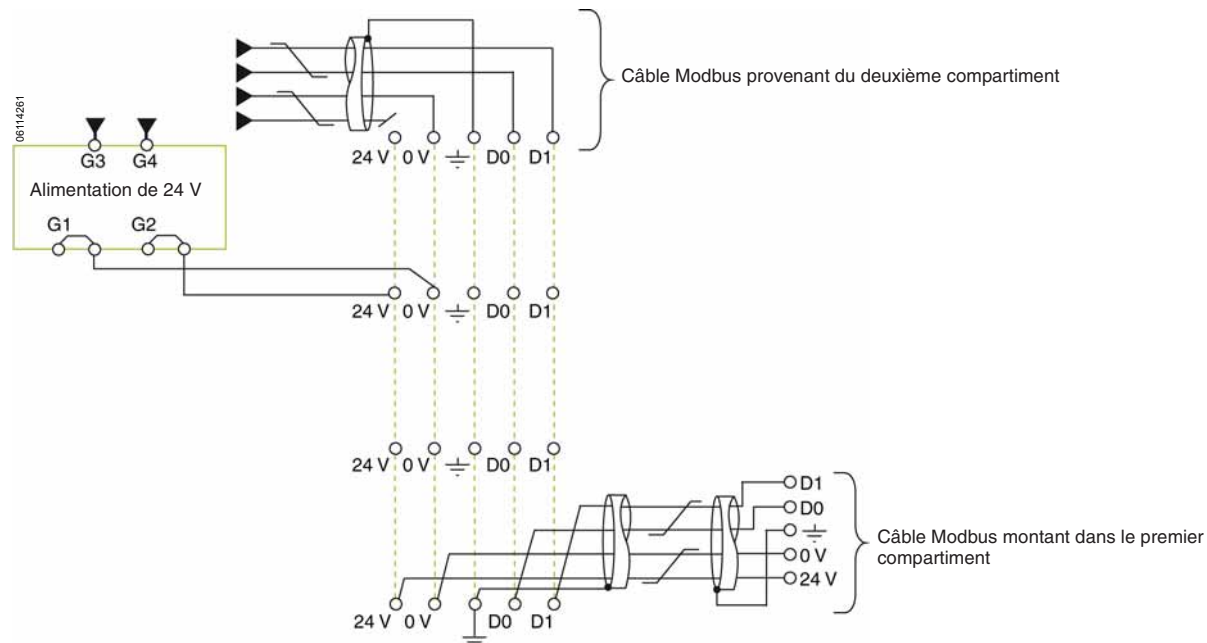 06114261
Câble Modbus provenant du deuxième compartiment
G3 G4
Alimentation de 24 V
G1 G2
24 V 0 V D0 D1
24 V 0 V D0 D1
24 V 0 V D0 D1
D1
D0
0 V
24 V
Câble Modbus montant dans le premier
compartiment
24 V 0 V D0 D1